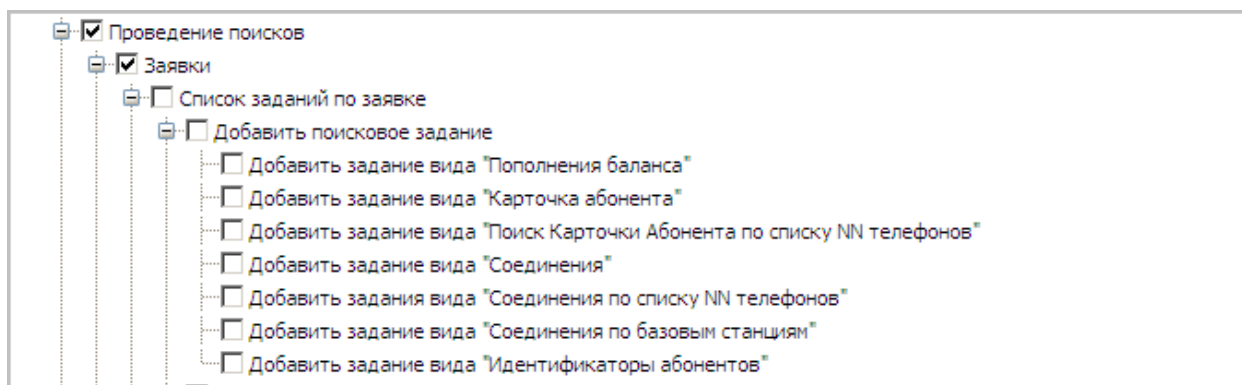 Проведение поисков
Заявки
Список заданий по заявке
Добавить поисковое задание
Добавить задание вида "Пополнения баланса"
Добавить задание вида "Карточка абонента"
Добавить задание вида "Поиск Карточки Абонента по списку NN телефонов"
Добавить задание вида "Соединения"
Добавить задания вида "Соединения по списку NN телефонов"
Добавить задание вида "Соединения по базовым станциям"
Добавить задание вида "Идентификаторы абонентов"